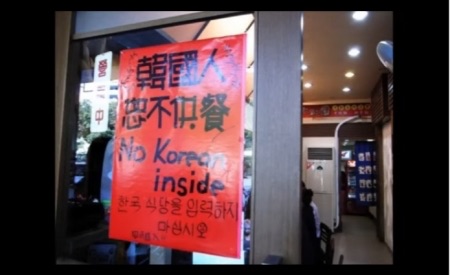 韓國人
恕不供餐
No Korean
inside
한국 식당을 입력하지
마십시오